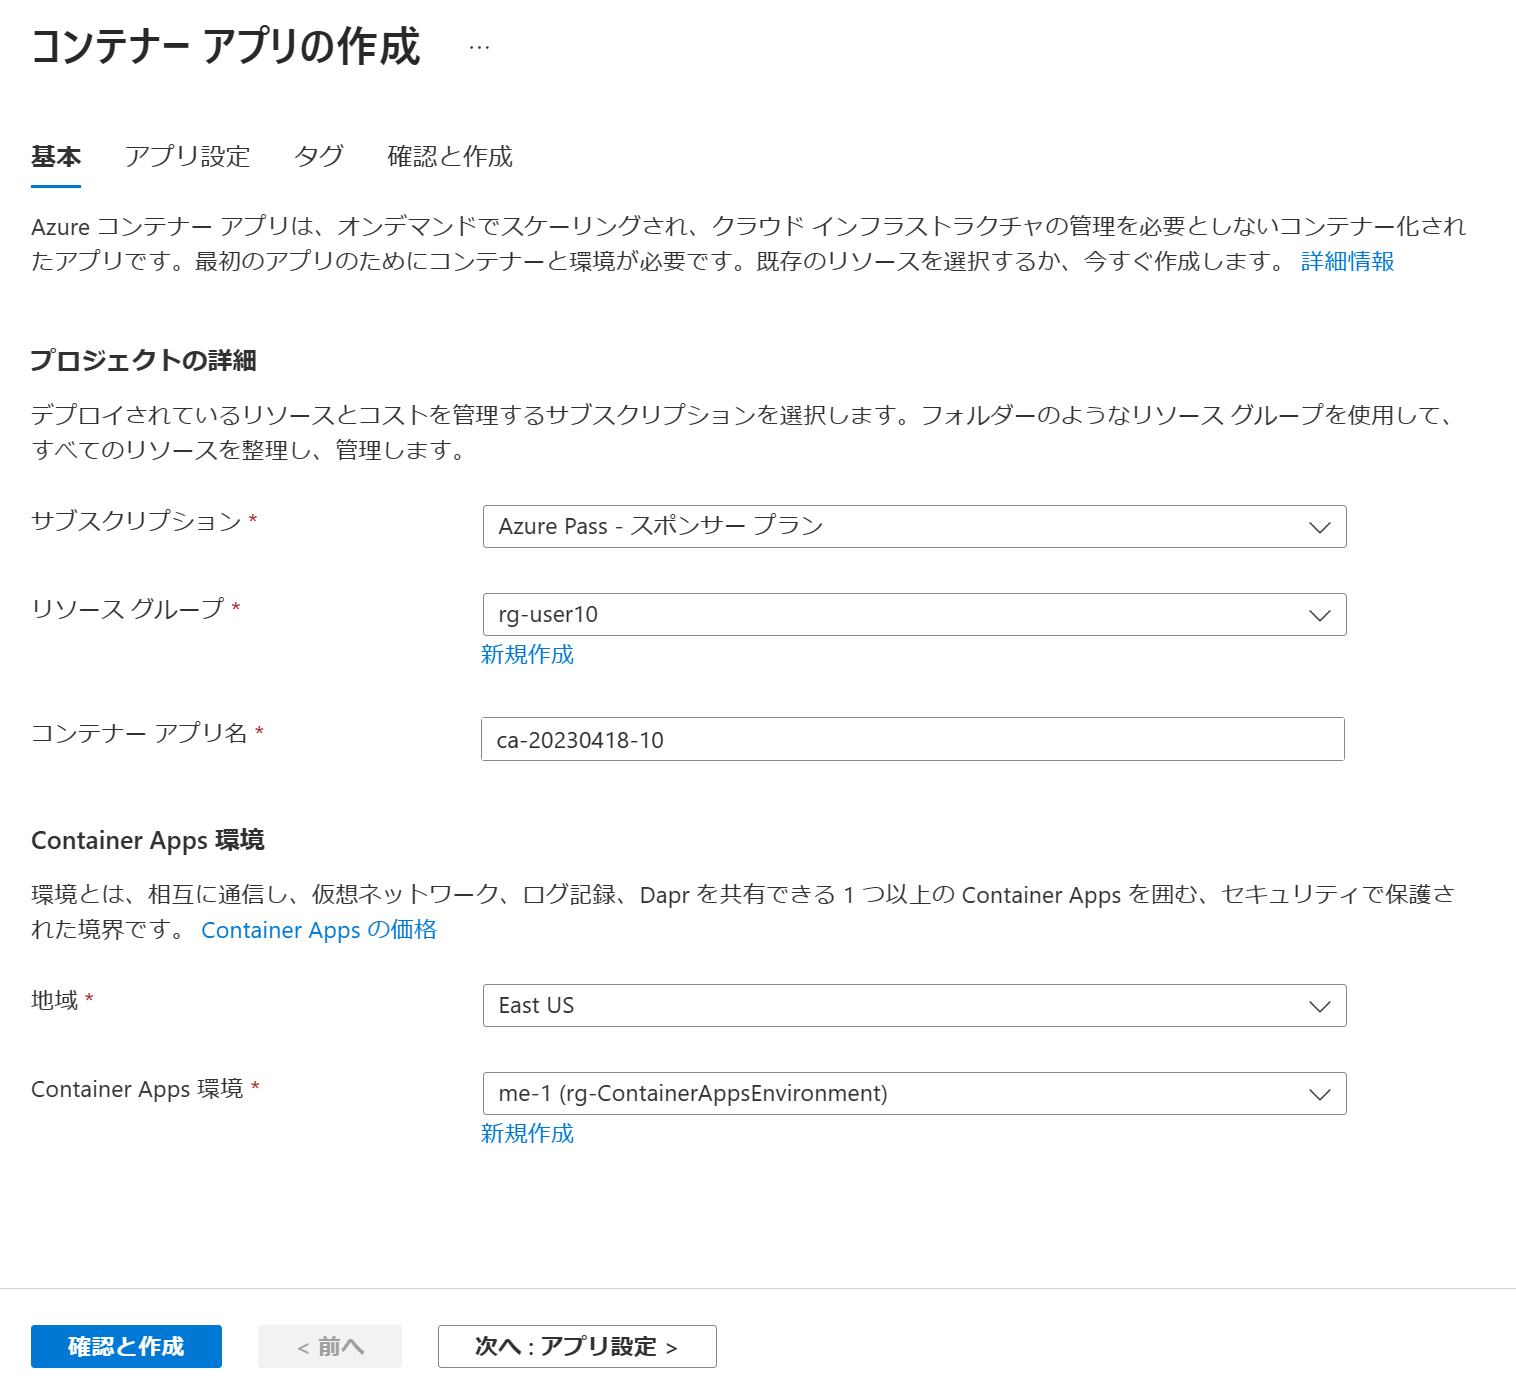 コンテナー アプリの作成 …
基本 アプリ設定 タグ 確認と作成
Azure コンテナー アプリは、オンデマンドでスケーリングされ、クラウド インフラストラクチャの管理を必要としないコンテナー化され
たアプリです。最初のアプリのためにコンテナーと環境が必要です。既存のリソースを選択するか、今すぐ作成します。 詳細情報
プロジェクトの詳細
デプロイされているリソースとコストを管理するサブスクリプションを選択します。フォルダーのようなリソース グループを使用して、
すべてのリソースを整理し、管理します。
サブスクリプション * Azure Pass - スポンサー プラン
リソース グループ * rg-user10
新規作成
コンテナー アプリ名 * ca-20230418-10
Container Apps 環境
環境とは、相互に通信し、仮想ネットワーク、ログ記録、Dapr を共有できる 1 つ以上の Container Apps を囲む、セキュリティで保護さ
れた境界です。 Container Apps の価格
地域 * East US
Container Apps 環境 * me-1 (rg-ContainerAppsEnvironment)
新規作成
確認と作成 < 前へ 次へ : アプリ設定 >